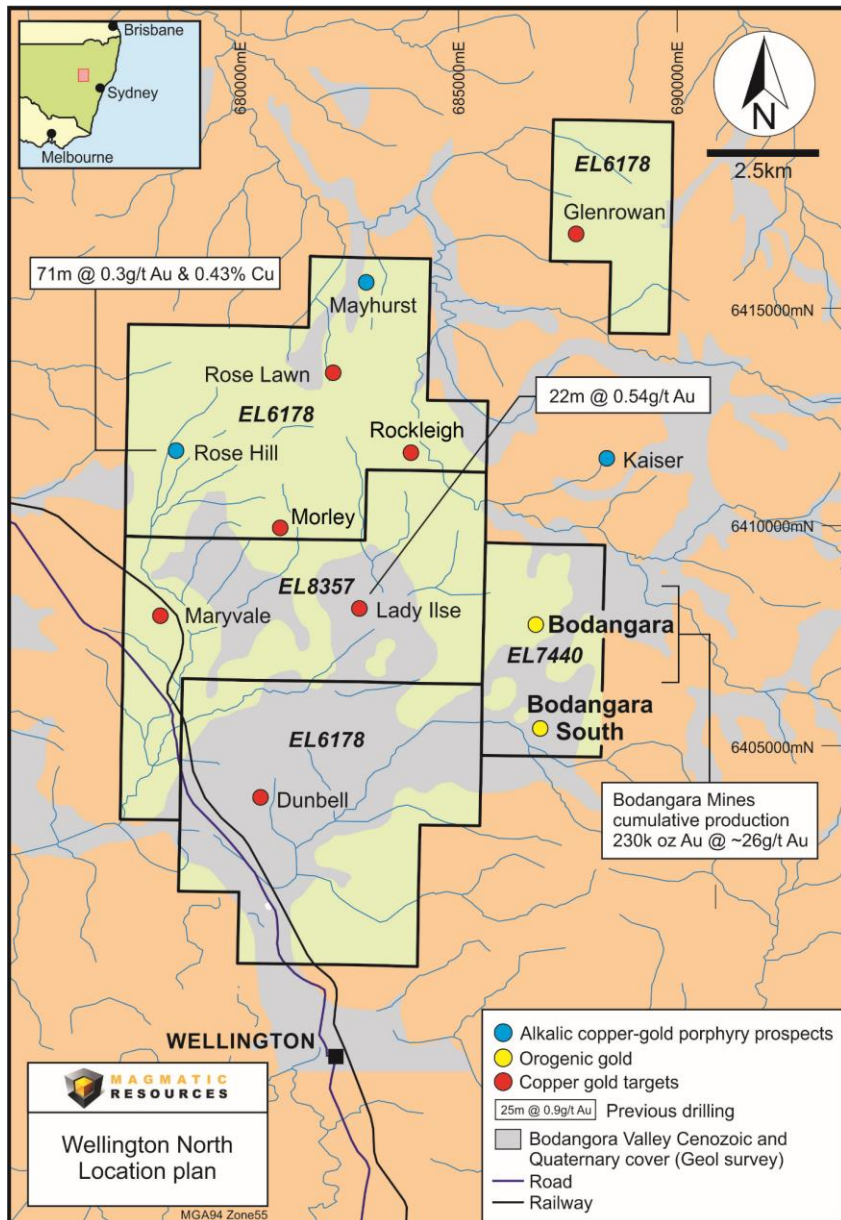 Brisbane
Sydney
Melbourne
680000mE
685000mE
690000mE
N
2.5km
EL6178
Glenrowan
71m @ 0.3g/t Au & 0.43% Cu
Mayhurst
6415000mN
Rose Lawn
22m @ 0.54g/t Au
EL6178
Rockleigh
Rose Hill
Kaiser
Morley
6410000mN
EL8357
Maryvale
Lady Ilse
Bodangara
EL7440
Bodangara
South
EL6178
6405000mN
Dunbell
Bodangara Mines
cumulative production
230k oz Au @ ~26g/t Au
WELLINGTON
MAGMATIC
RESOURCES
Wellington North
Location plan
MGA94 Zone55
Alkalic copper-gold porphyry prospects
Orogenic gold
Copper gold targets
25m @ 0.9g/t Au Previous drilling
Bodangora Valley Cenozoic and
Quaternary cover (Geol survey)
Road
Railway